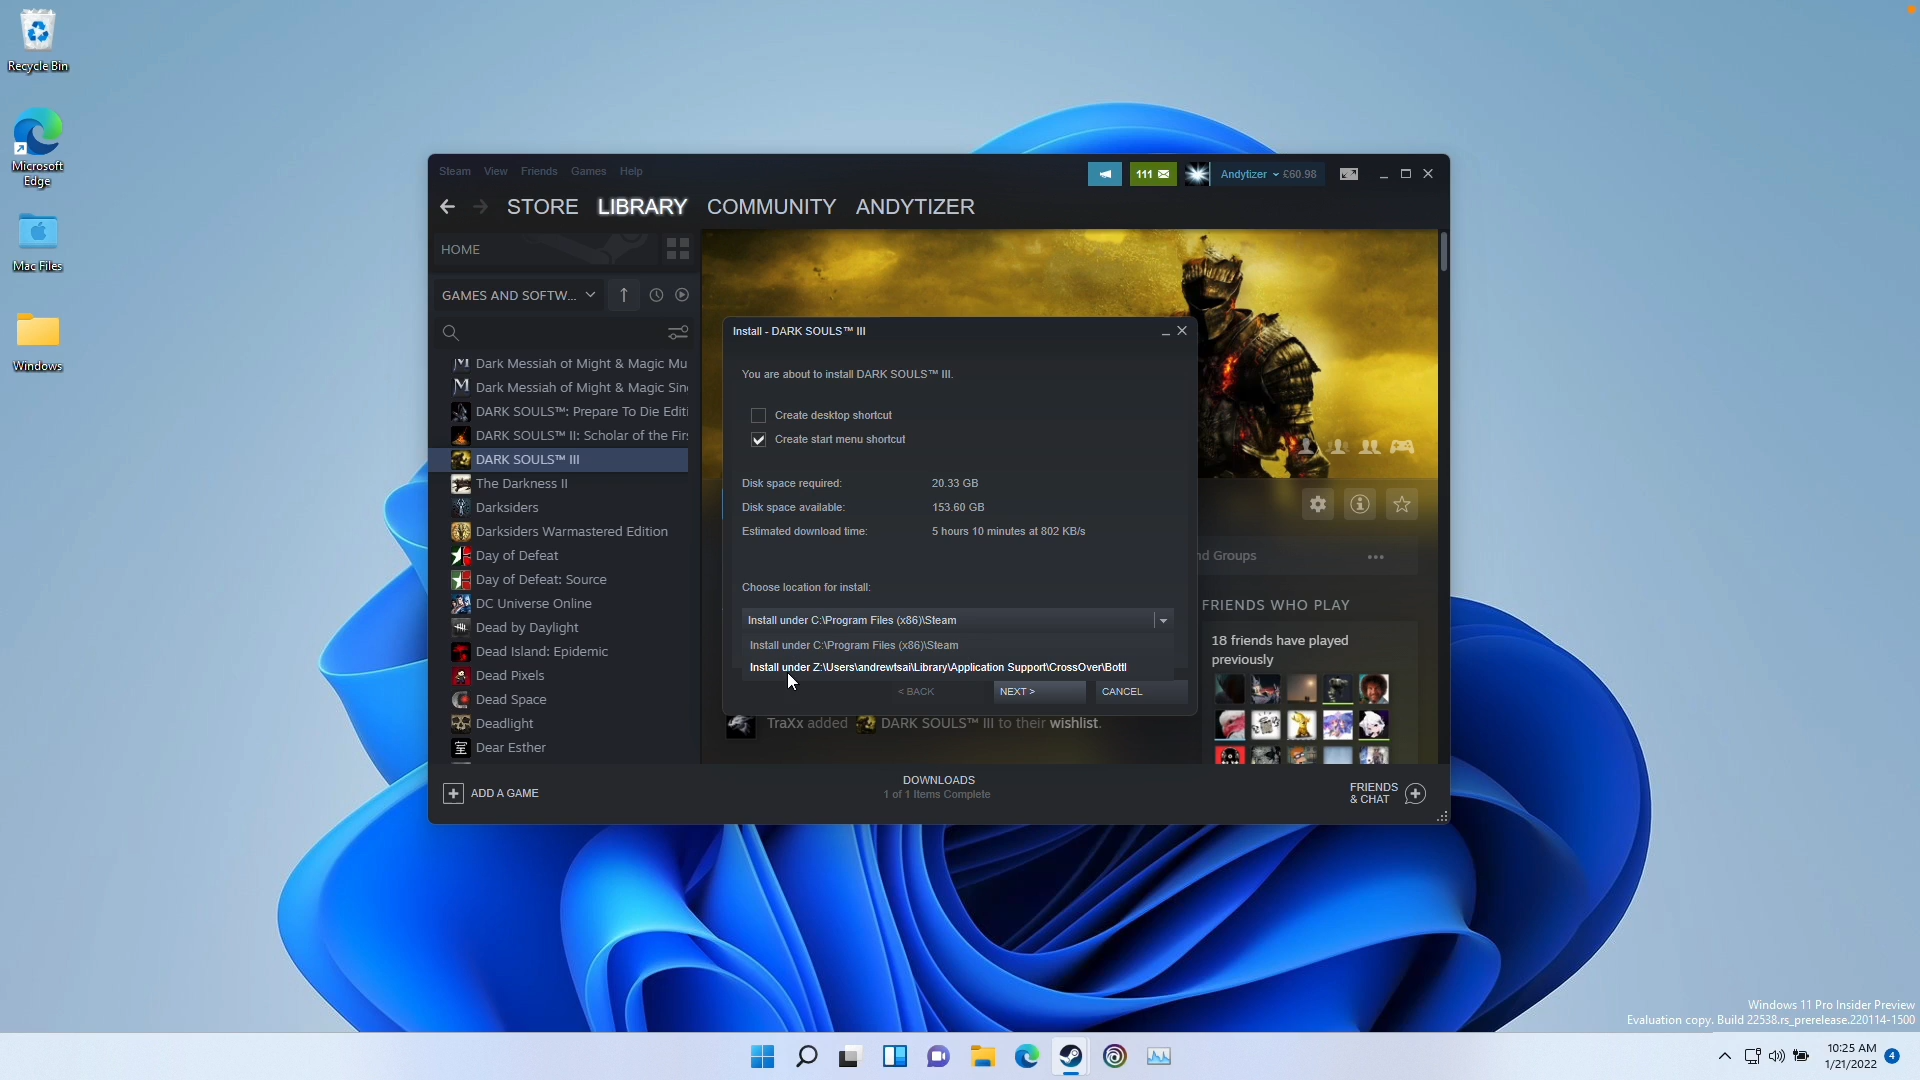 Recycle Bin
Microsoft
Edge
Mac Files
Windows
Steam View Friends Games Help
111
Andytizer £60.98
STORE LIBRARY COMMUNITY ANDYTIZER
HOME
GAMES AND SOFTW...
Dark Messiah of Might & Magic Mu
Dark Messiah of Might & Magic Sin
DARK SOULS™: Prepare To Die Editi
DARK SOULS™ II: Scholar of the Fir
DARK SOULS™ III
The Darkness II
Darksiders
Darksiders Warmastered Edition
Day of Defeat
Day of Defeat: Source
DC Universe Online
Dead by Daylight
Dead Island: Epidemic
Dead Pixels
Dead Space
Deadlight
室 Dear Esther
Install - DARK SOULS™ III
You are about to install DARK SOULS™ III.
Create desktop shortcut
Create start menu shortcut
Disk space required: 20.33 GB
Disk space available: 153.60 GB
Estimated download time: 5 hours 10 minutes at 802 KB/s
Choose location for install:
Install under C:\Program Files (x86)\Steam
Install under C:\Program Files (x86)\Steam
Install under Z:\Users\andrewtsai\Library\Application Support\CrossOver\Bottl
< BACK NEXT > CANCEL
nd Groups
FRIENDS WHO PLAY
18 friends have played
previously
TraXx added DARK SOULS™ III to their wishlist.
ADD A GAME
DOWNLOADS
1 of 1 Items Complete
FRIENDS
& CHAT
Windows 11 Pro Insider Preview
Evaluation copy. Build 22538.rs_prerelease.220114-1500
10:25 AM
1/21/2022
4